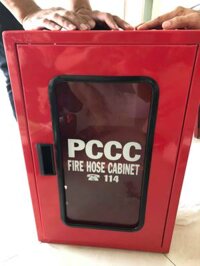 PCCC
FIRE HOSE CABINET
☎ 114